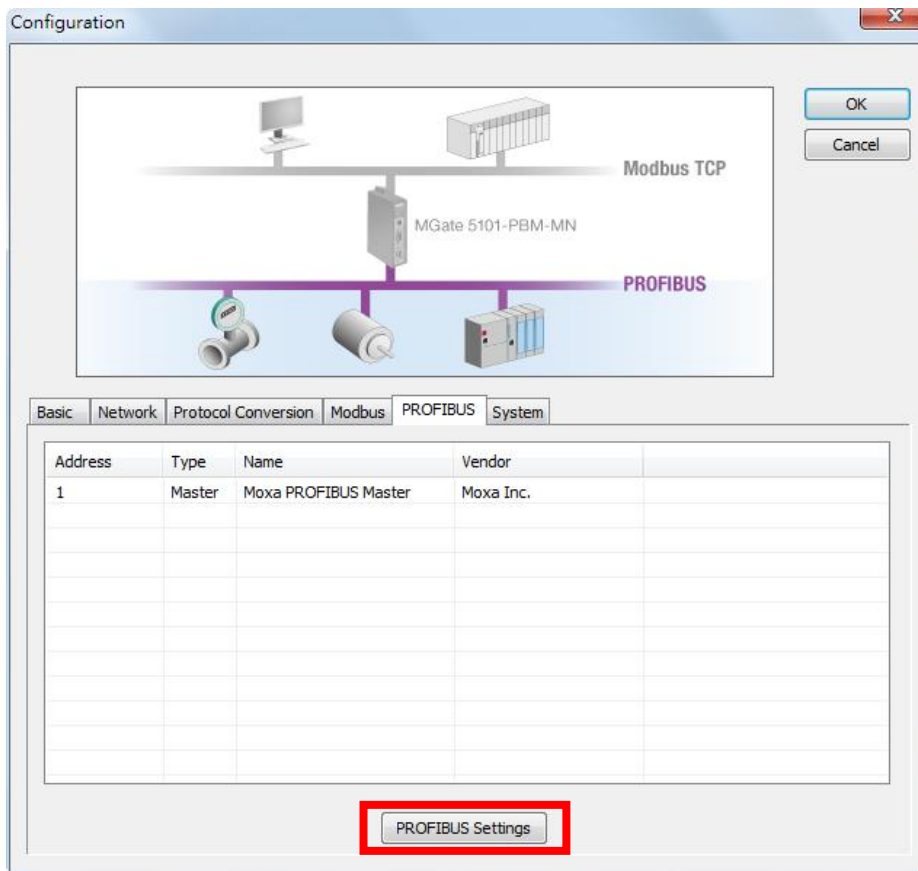 Configuration
OK
Cancel
Modbus TCP
MGate 5101-PBM-MN
PROFIBUS
Basic Network Protocol Conversion Modbus PROFIBUS System
Address Type Name Vendor
1 Master Moxa PROFIBUS Master Moxa Inc.
PROFIBUS Settings